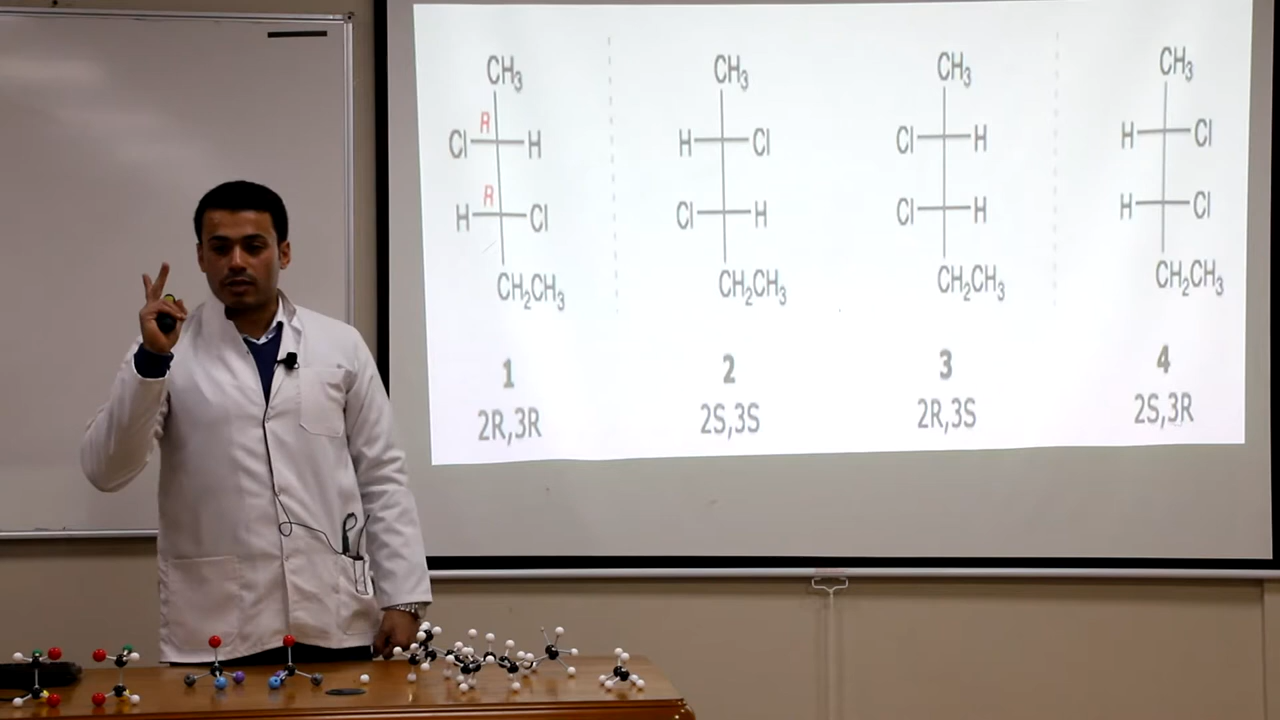 CH3 CH3 CH3 CH3
R
Cl H H Cl Cl H H Cl
R
H Cl Cl H Cl H H Cl
CH2CH3 CH2CH3 CH2CH3 CH2CH3
1 2 3 4
2R,3R 2S,3S 2R,3S 2S,3R